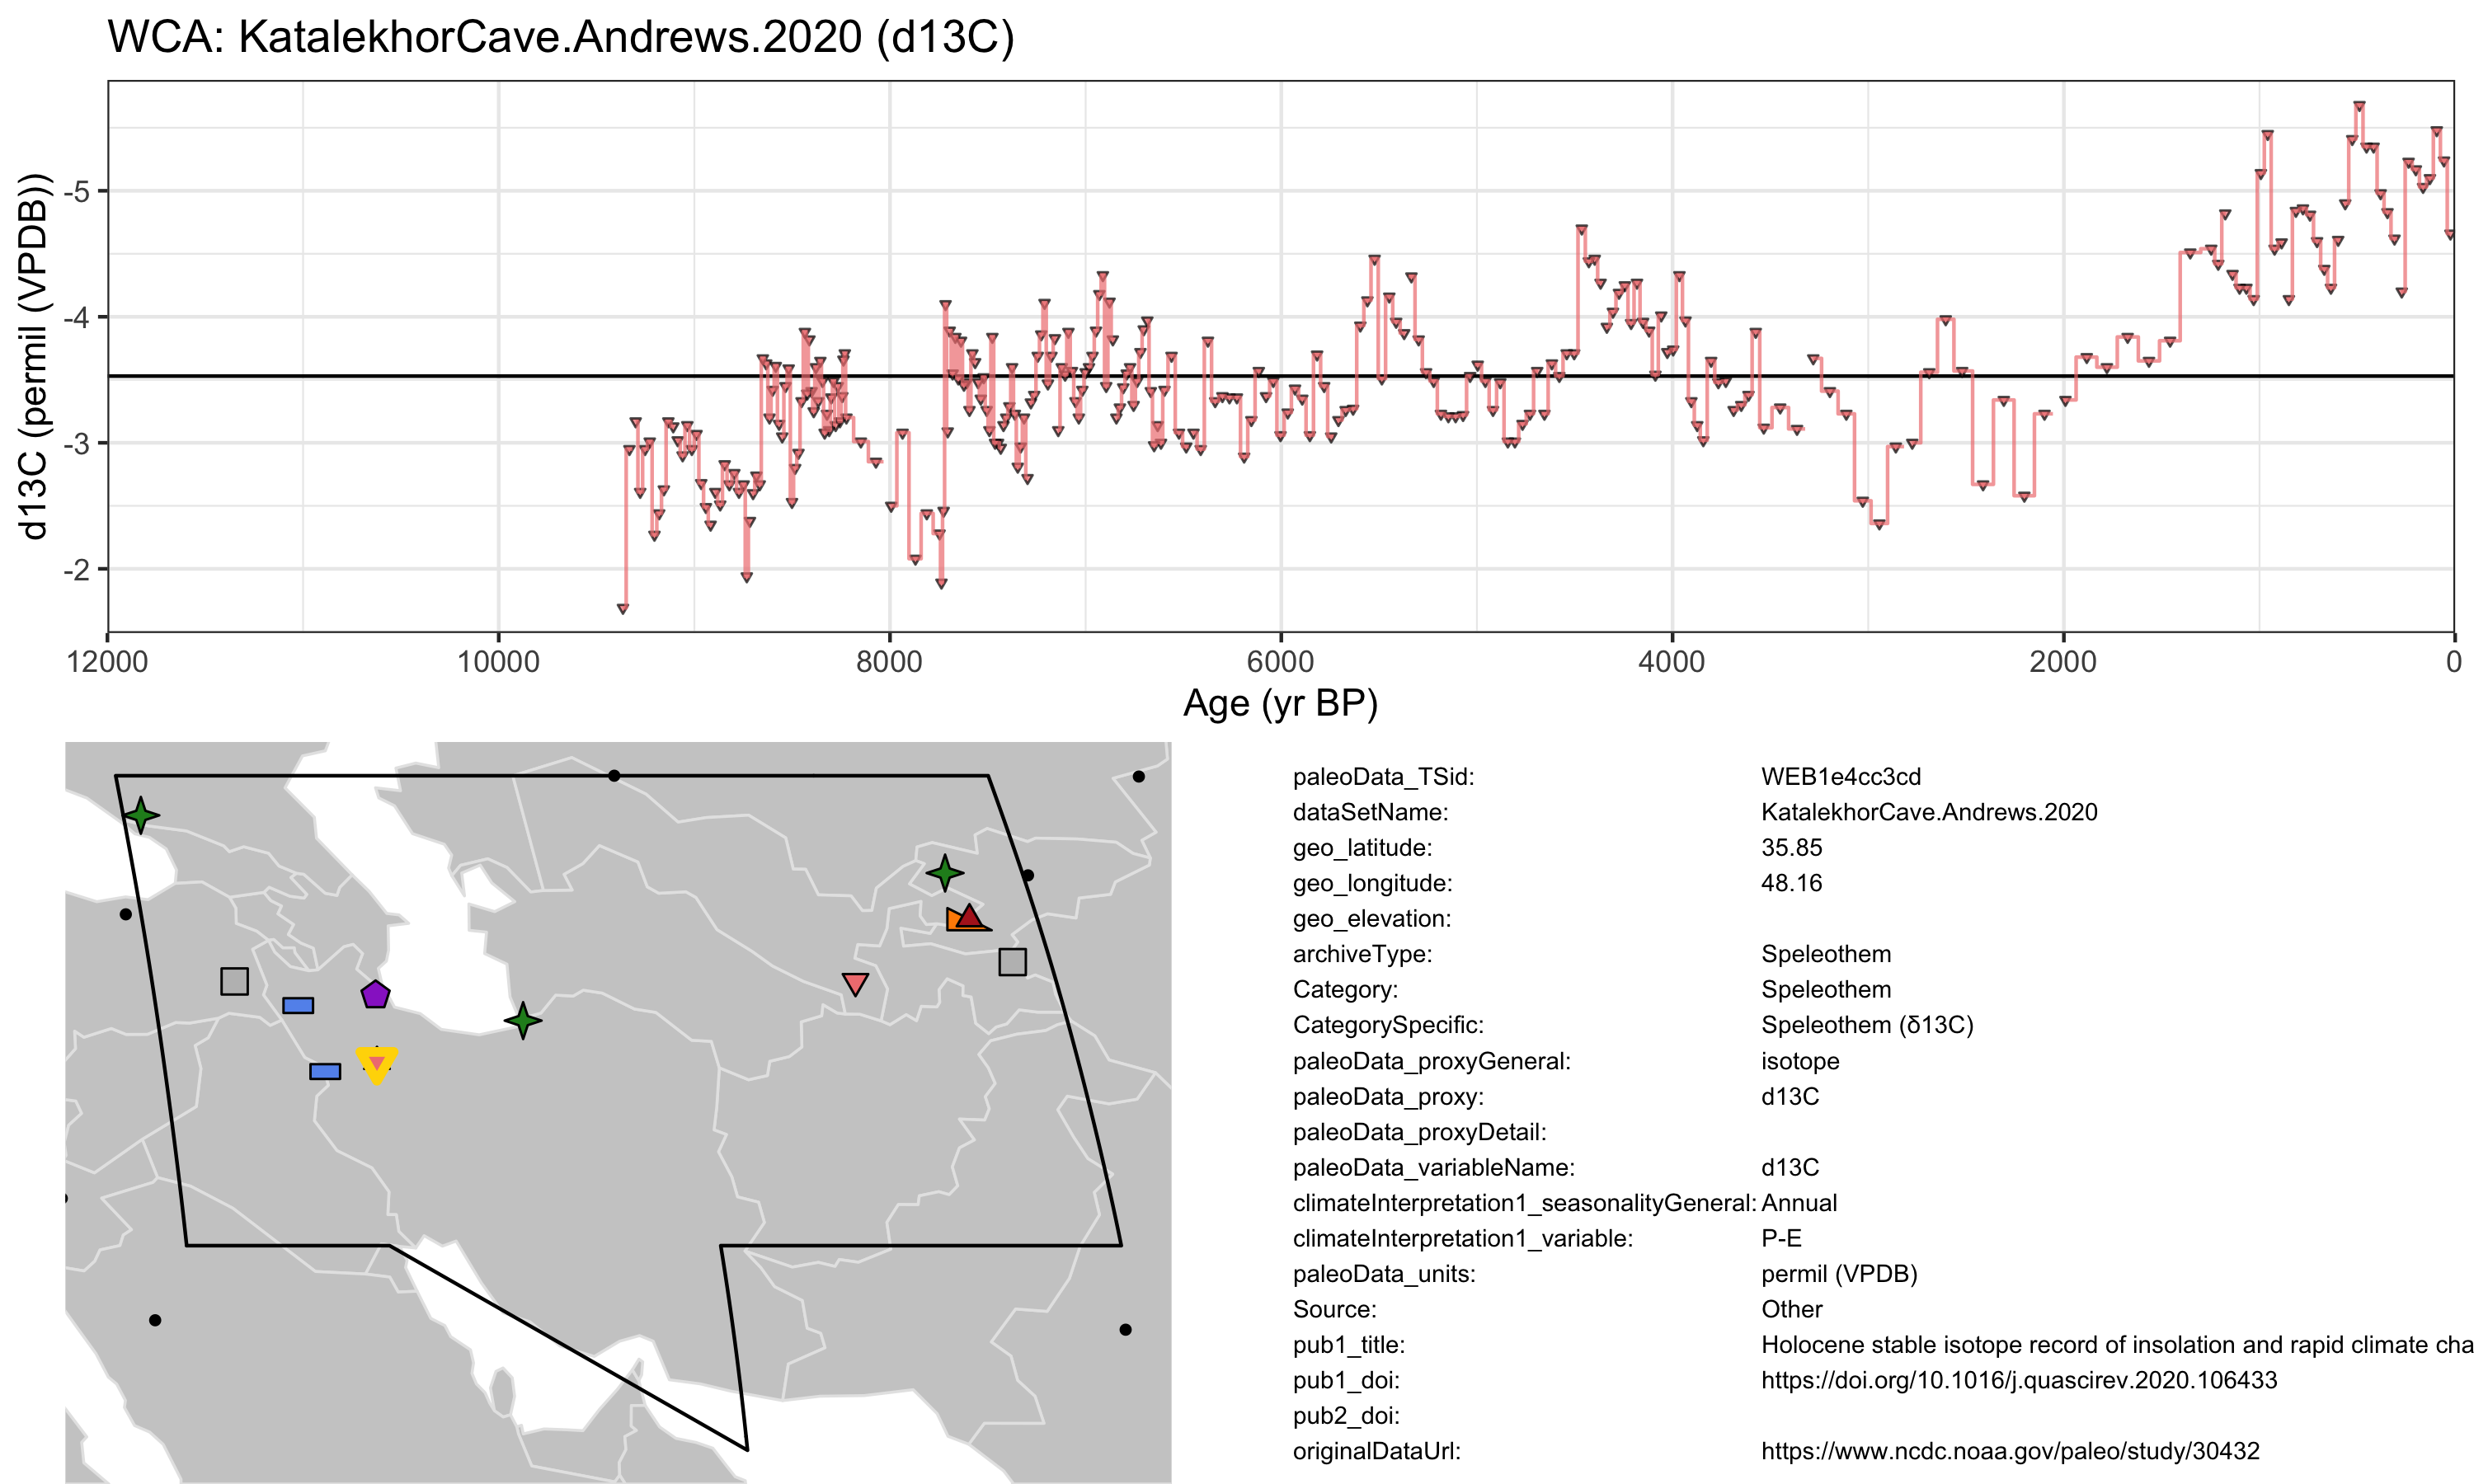 WCA: KatalekhorCave.Andrews.2020 (d13C)
d13C (permil (VPDB))
-5
-4
-3
-2
12000 10000 8000 6000 4000 2000 0
Age (yr BP)
paleoData_TSid: WEB1e4cc3cd
dataSetName: KatalekhorCave.Andrews.2020
geo_latitude: 35.85
geo_longitude: 48.16
geo_elevation:
archiveType: Speleothem
Category: Speleothem
CategorySpecific: Speleothem (δ13C)
paleoData_proxyGeneral: isotope
paleoData_proxy: d13C
paleoData_proxyDetail:
paleoData_variableName: d13C
climateInterpretation1_seasonalityGeneral: Annual
climateInterpretation1_variable: P-E
paleoData_units: permil (VPDB)
Source: Other
pub1_title: Holocene stable isotope record of insolation and rapid climate cha
pub1_doi: https://doi.org/10.1016/j.quascirev.2020.106433
pub2_doi:
originalDataUrl: https://www.ncdc.noaa.gov/paleo/study/30432